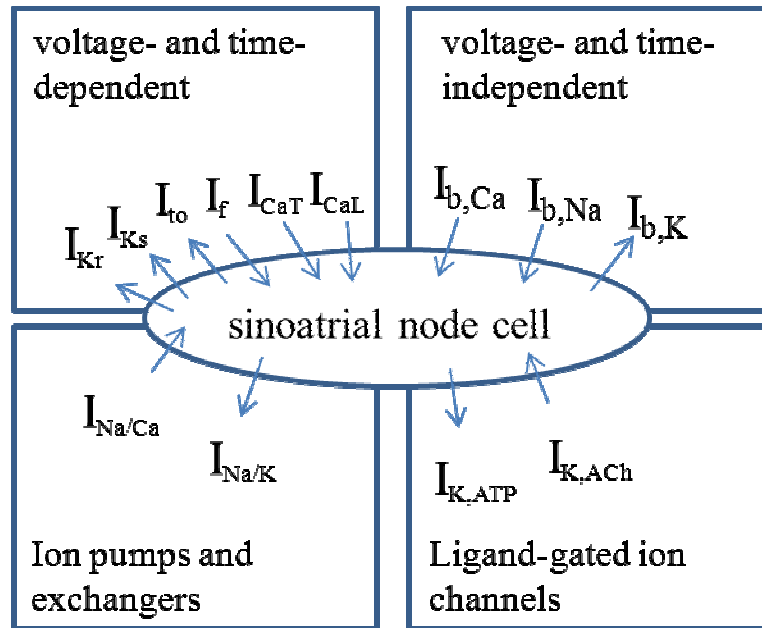 voltage- and time-
dependent
voltage- and time-
independent
I_Kr I_Ks I_to I_f I_CaT I_CaL
I_b,Ca I_b,Na I_b,K
sinoatrial node cell
I_Na/Ca
I_Na/K
I_K,ATP
I_K,ACh
Ion pumps and
exchangers
Ligand-gated ion
channels